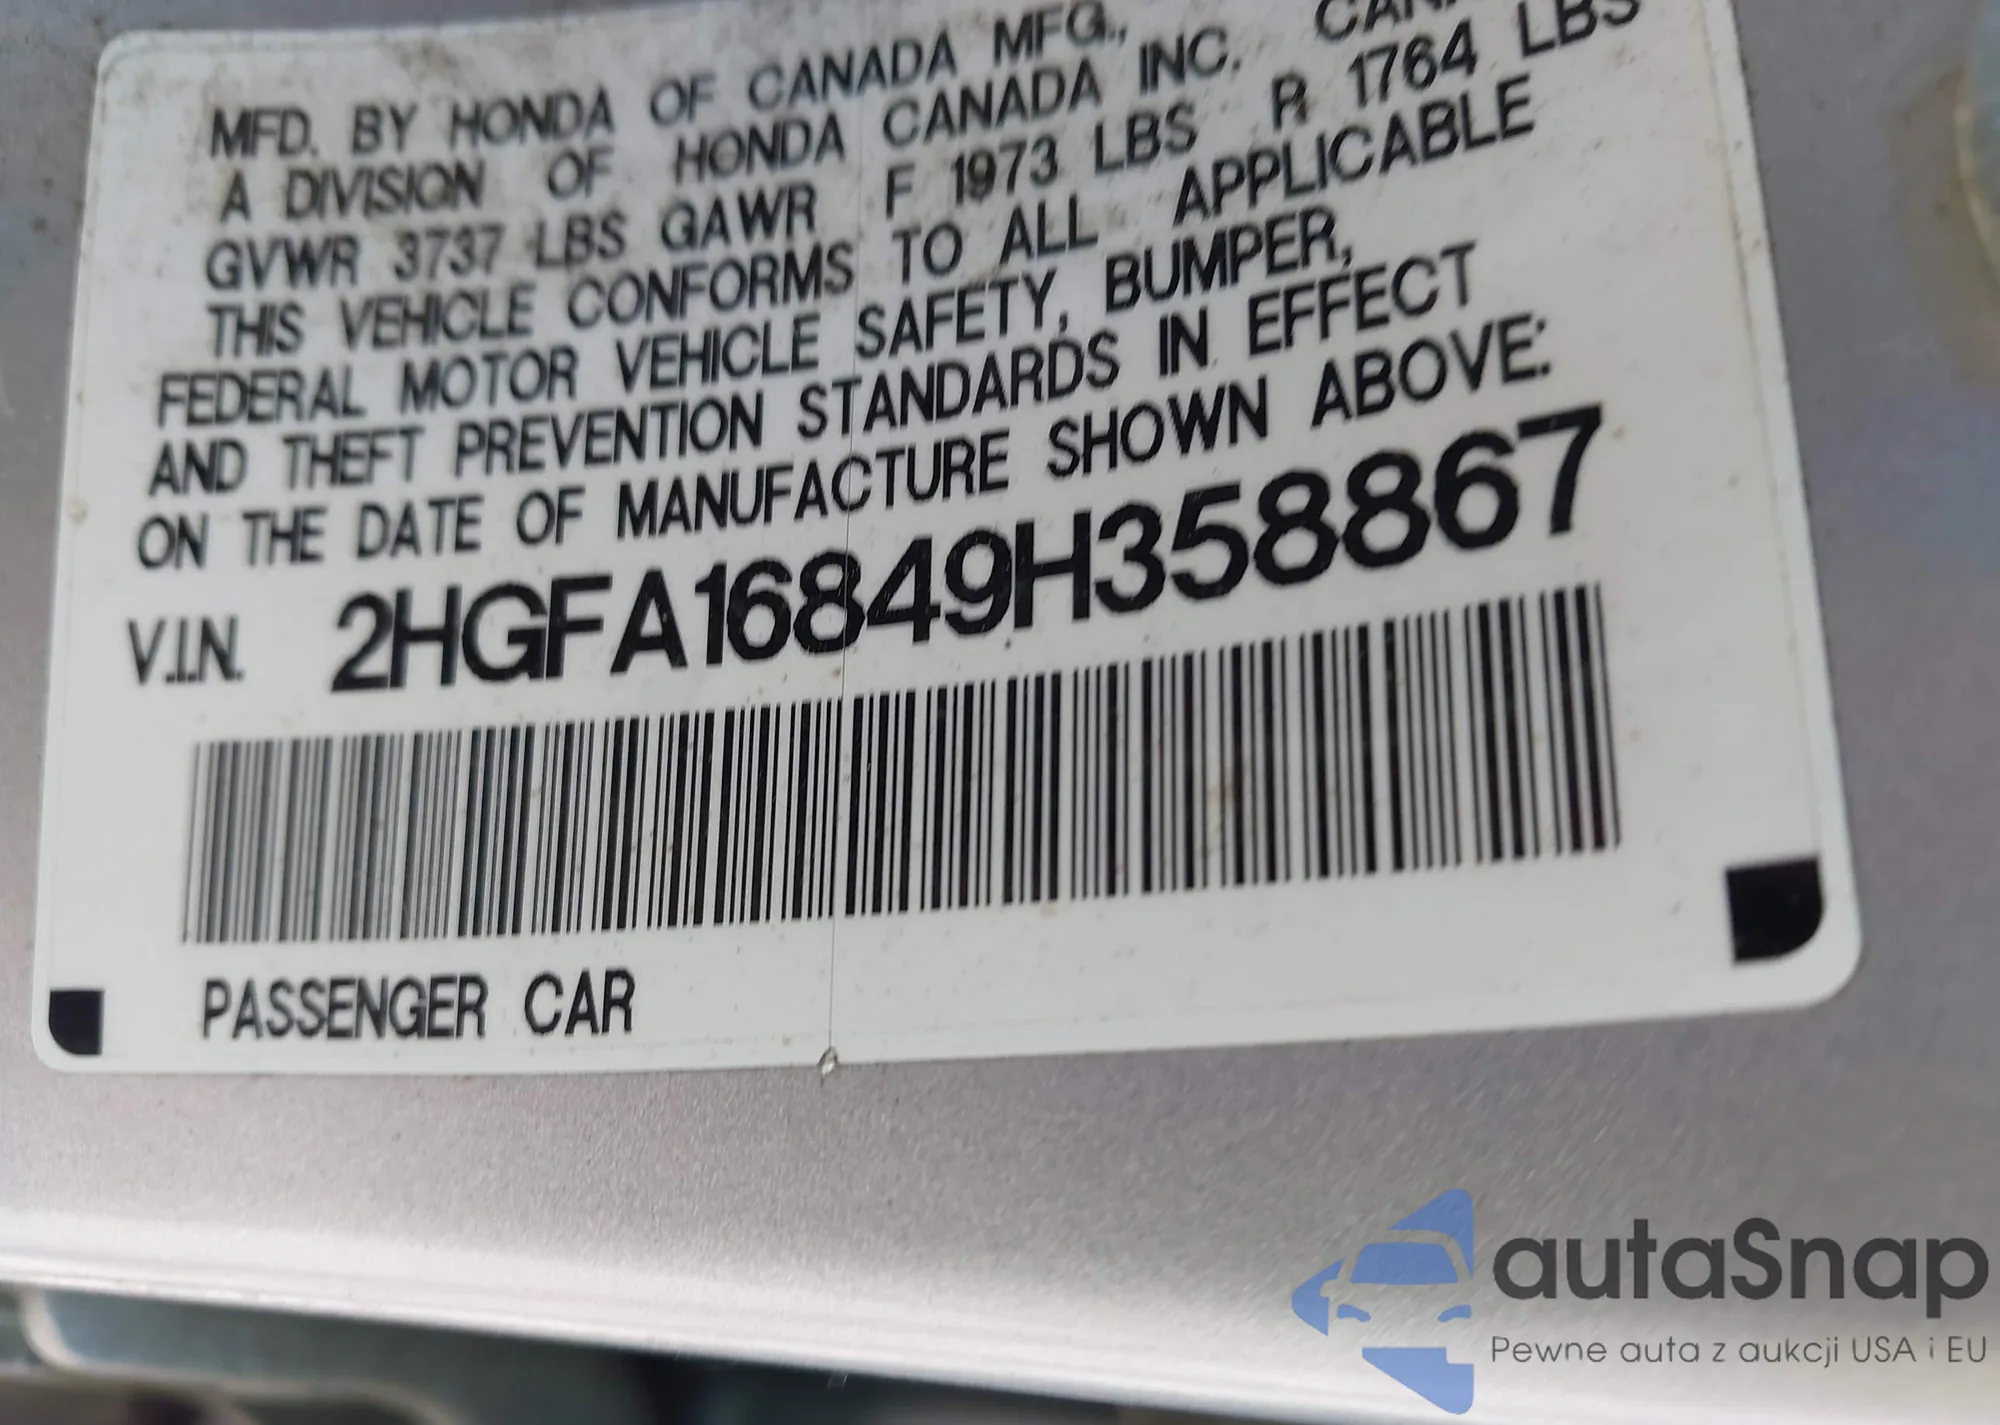 MFD. BY HONDA OF CANADA MFG.,
A DIVISION OF HONDA CANADA INC.
GVWR 3737 LBS GAWR F 1973 LBS R 1764 LBS
THIS VEHICLE CONFORMS TO ALL APPLICABLE
FEDERAL MOTOR VEHICLE SAFETY, BUMPER,
AND THEFT PREVENTION STANDARDS IN EFFECT
ON THE DATE OF MANUFACTURE SHOWN ABOVE:
V.I.N. 2HGFA16849H358867
PASSENGER CAR
autaSnap
Pewne auta z aukcji USA i EU